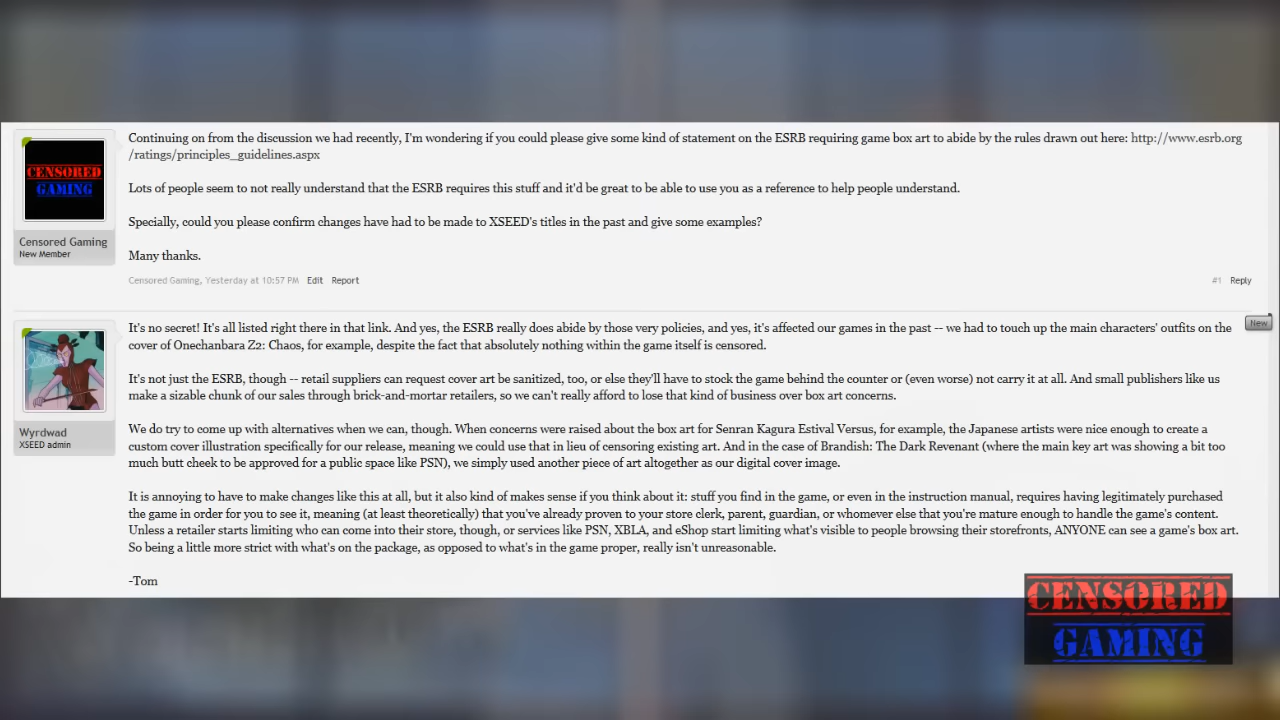 Continuing on from the discussion we had recently, I'm wondering if you could please give some kind of statement on the ESRB requiring game box art to abide by the rules drawn out here: http://www.esrb.org
/ratings/principles_guidelines.aspx
Lots of people seem to not really understand that the ESRB requires this stuff and it'd be great to be able to use you as a reference to help people understand.
Specially, could you please confirm changes have had to be made to XSEED's titles in the past and give some examples?
Many thanks.
CENSORED
GAMING
Censored Gaming
New Member
Censored Gaming, Yesterday at 10:57 PM Edit Report
#1 Reply
New
It's no secret! It's all listed right there in that link. And yes, the ESRB really does abide by those very policies, and yes, it's affected our games in the past -- we had to touch up the main characters' outfits on the
cover of Onechanbara Z2: Chaos, for example, despite the fact that absolutely nothing within the game itself is censored.
It's not just the ESRB, though -- retail suppliers can request cover art be sanitized, too, or else they'll have to stock the game behind the counter or (even worse) not carry it at all. And small publishers like us
make a sizable chunk of our sales through brick-and-mortar retailers, so we can't really afford to lose that kind of business over box art concerns.
Wyrdwad
XSEED admin
We do try to come up with alternatives when we can, though. When concerns were raised about the box art for Senran Kagura Estival Versus, for example, the Japanese artists were nice enough to create a
custom cover illustration specifically for our release, meaning we could use that in lieu of censoring existing art. And in the case of Brandish: The Dark Revenant (where the main key art was showing a bit too
much butt cheek to be approved for a public space like PSN), we simply used another piece of art altogether as our digital cover image.
It is annoying to have to make changes like this at all, but it also kind of makes sense if you think about it: stuff you find in the game, or even in the instruction manual, requires having legitimately purchased
the game in order for you to see it, meaning (at least theoretically) that you've already proven to your store clerk, parent, guardian, or whomever else that you're mature enough to handle the game's content.
Unless a retailer starts limiting who can come into their store, though, or services like PSN, XBLA, and eShop start limiting what's visible to people browsing their storefronts, ANYONE can see a game's box art.
So being a little more strict with what's on the package, as opposed to what's in the game proper, really isn't unreasonable.
-Tom
CENSORED
GAMING